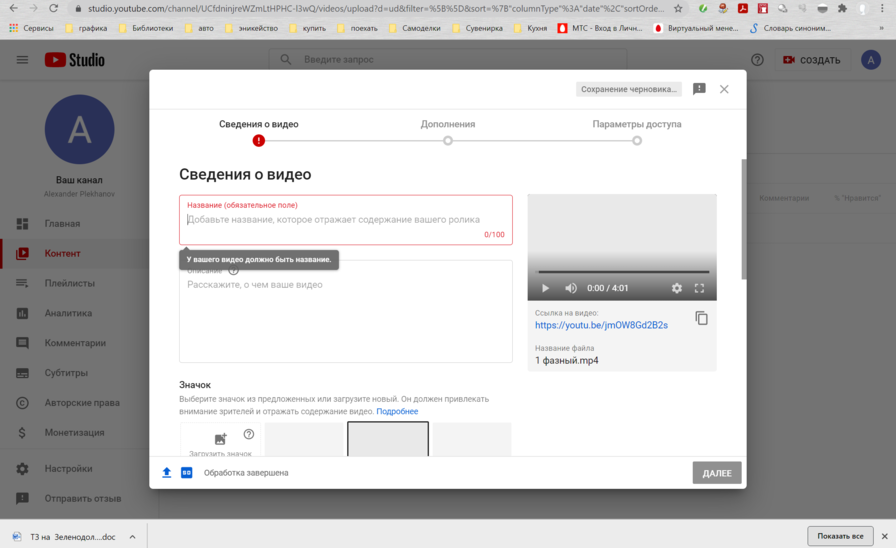 studio.youtube.com/channel/UCfdninjreWZmLtHPHC-I3wQ/videos/upload?d=ud&filter=%5B%5D&sort=%7B"columnType"%3A"date"%2C"sortOrde...
Сервисы графика Библиотеки авто эникейство купить поехать Самоделки Сувенирка Кухня МТС - Вход в Личн... Виртуальный мене... Словарь синоним... »
Studio
Введите запрос
СОЗДАТЬ
A
Сохранение черновика...
Сведения о видео
Дополнения
Параметры доступа
A
Ваш канал
Alexander Plekhanov
Главная
Контент
Плейлисты
Аналитика
Комментарии
Субтитры
Авторские права
Монетизация
Настройки
Отправить отзыв
Сведения о видео
Название (обязательное поле)
Добавьте название, которое отражает содержание вашего ролика
0/100
У вашего видео должно быть название.
Описание
Расскажите, о чем ваше видео
0:00 / 4:01
Ссылка на видео:
https://youtu.be/jmOW8Gd2B2s
Название файла
1 фазный.mp4
Комментарии % "Нравится"
Значок
Выберите значок из предложенных или загрузите новый. Он должен привлекать
внимание зрителей и отражать содержание видео. Подробнее
Загрузить значок
SD
Обработка завершена
ДАЛЕЕ
ТЗ на Зеленодол....doc
Показать все